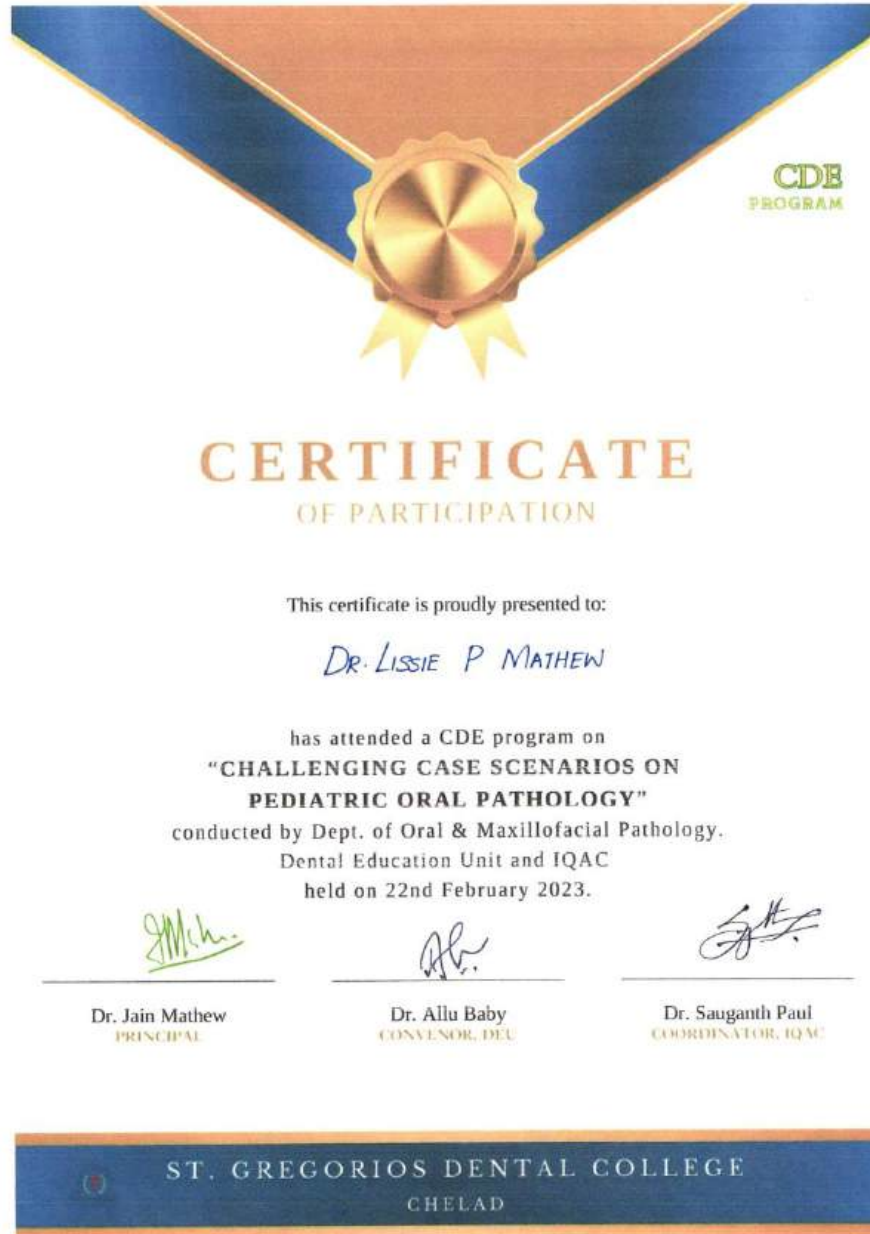 CDE
PROGRAM
CERTIFICATE
OF PARTICIPATION
This certificate is proudly presented to:
DR. LISSIE P MATHEW
has attended a CDE program on
“CHALLENGING CASE SCENARIOS ON
PEDIATRIC ORAL PATHOLOGY”
conducted by Dept. of Oral & Maxillofacial Pathology.
Dental Education Unit and IQAC
held on 22nd February 2023.
Dr. Jain Mathew
PRINCIPAL
Dr. Allu Baby
CONVENOR, DEU
Dr. Sauganth Paul
COORDINATOR, IQAC
ST. GREGORIOS DENTAL COLLEGE
CHELAD